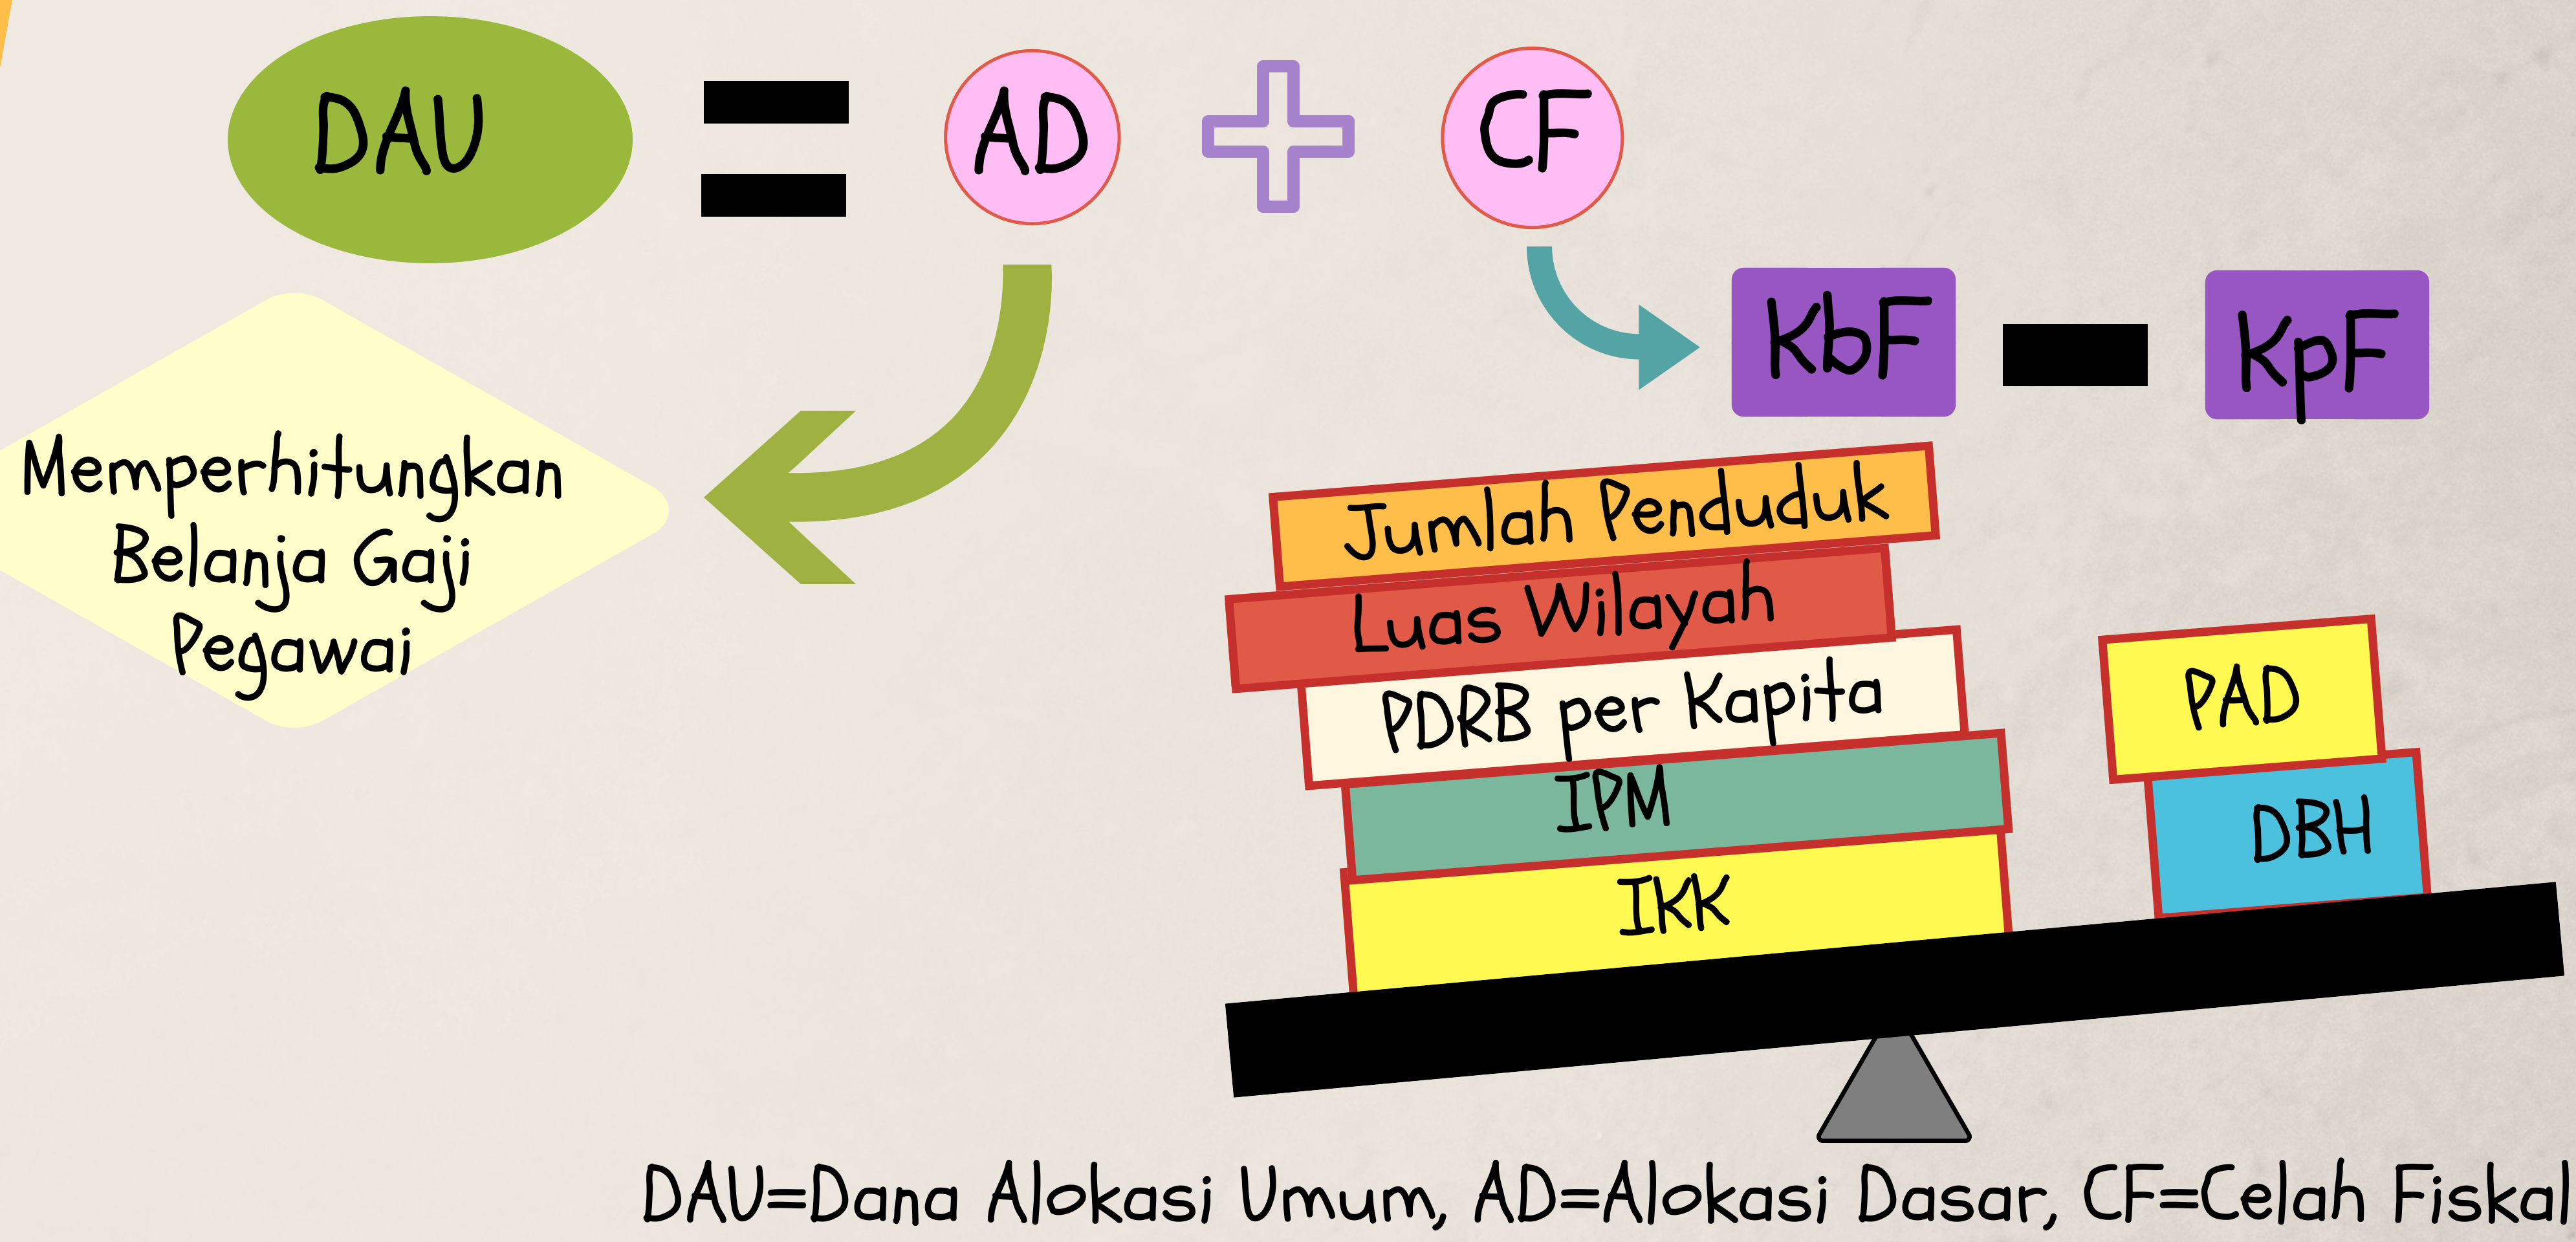 DAU = AD + CF
KbF - KpF
Memperhitungkan
Belanja Gaji
Pegawai
Jumlah Penduduk
Luas Wilayah
PDRB per Kapita
IPM
IKK
PAD
DBH
DAU=Dana Alokasi Umum, AD=Alokasi Dasar, CF=Celah Fiskal